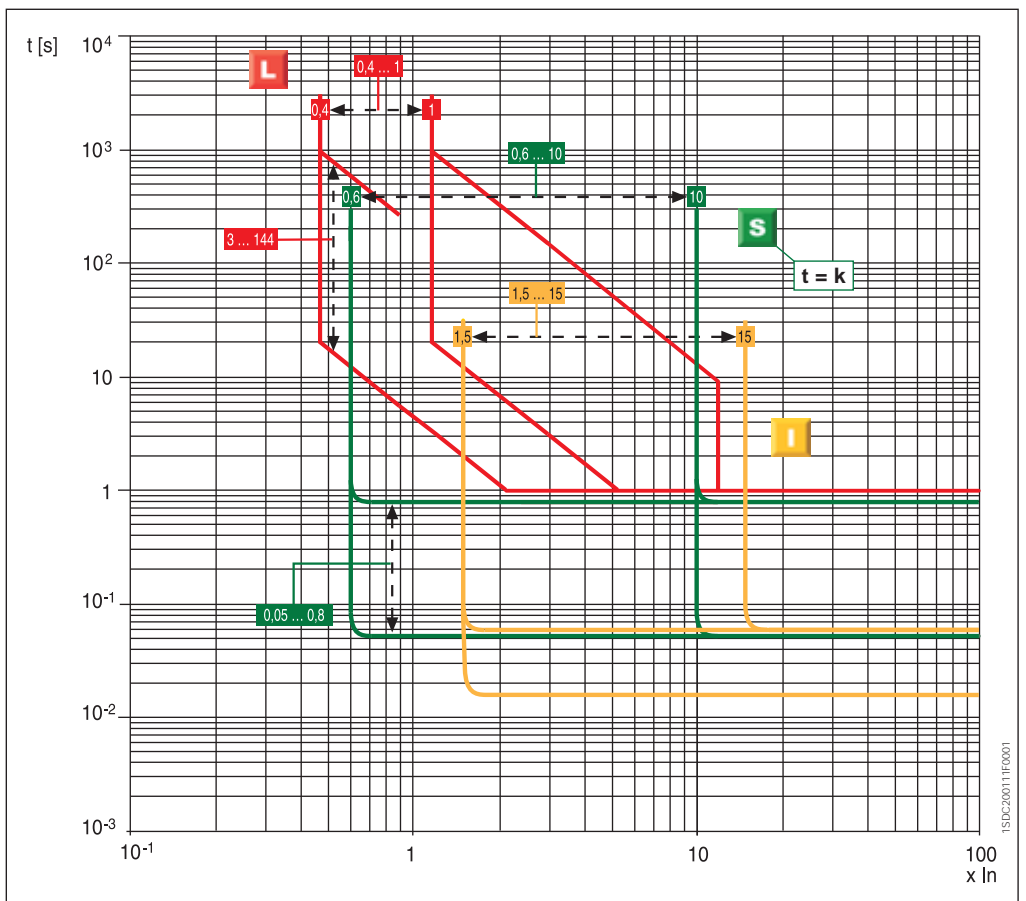 t [s]
10⁴
L
0,4 ... 1
0,4
1
10³
0,6 ... 10
0,6
10
S
3 ... 144
t = k
10²
1,5 ... 15
1,5
15
10
I
1
10⁻¹
0,05 ... 0,8
10⁻²
10⁻³
10⁻¹
1
10
100
x In
1SDC200111F0001